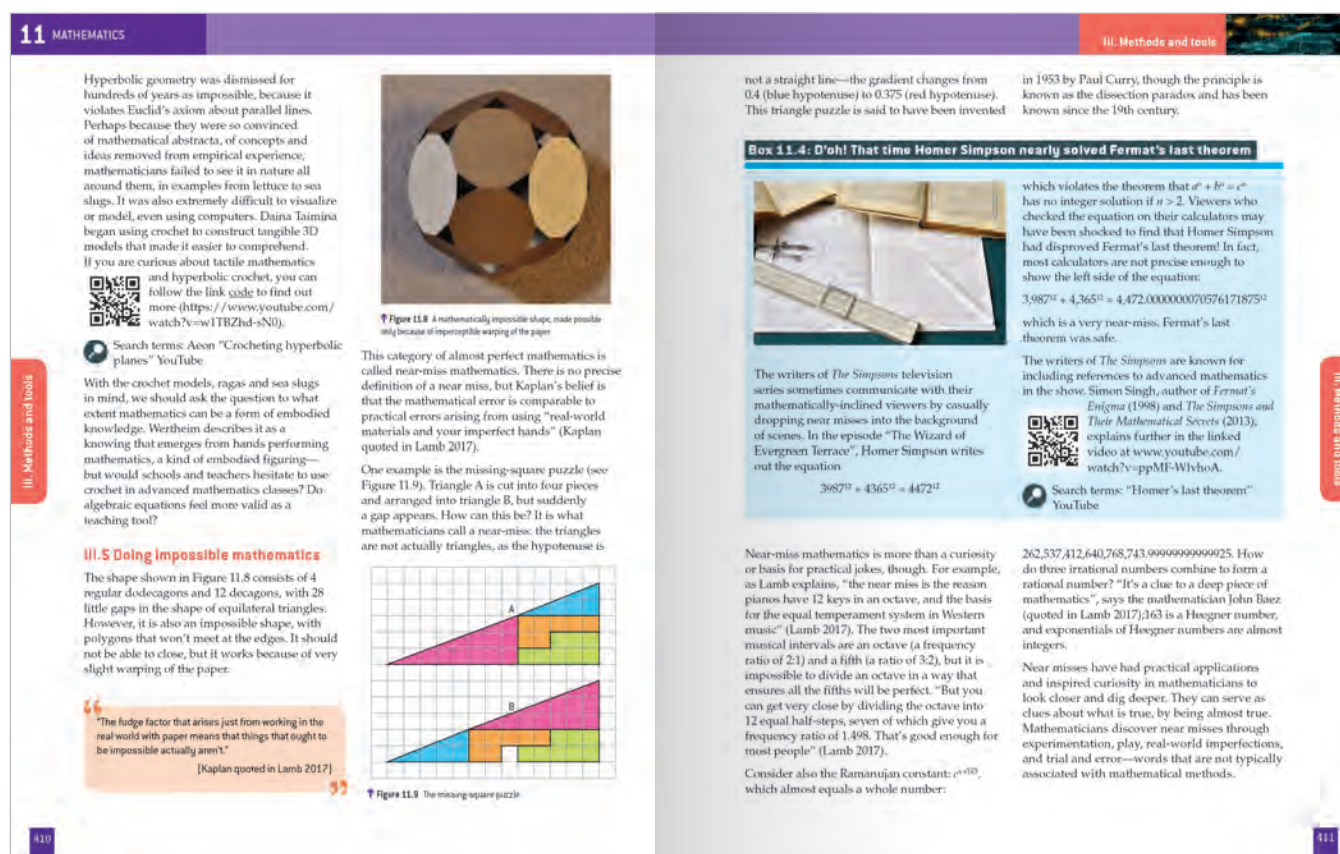 11 MATHEMATICS
Hyperbolic geometry was dismissed for
hundreds of years as impossible, because it
violates Euclid's axiom about parallel lines.
Perhaps because they were so convinced
of mathematical abstracta, of concepts and
ideas removed from empirical experience,
mathematicians failed to see it in nature all
around them, in examples from lettuce to sea
slugs. It was also extremely difficult to visualize
or model, even using computers. Daina Taimina
began using crochet to construct tangible 3D
models that made it easier to comprehend.
If you are curious about tactile mathematics
and hyperbolic crochet, you can
follow the link code to find out
more (https://www.youtube.com/
watch?v=w1TBZhd-sN0).
Search terms: Aeon "Crocheting hyperbolic
planes" YouTube
With the crochet models, ragas and sea slugs
in mind, we should ask the question to what
extent mathematics can be a form of embodied
knowledge. Wertheim describes it as a
knowing that emerges from hands performing
mathematics, a kind of embodied figuring—
but would schools and teachers hesitate to use
crochet in advanced mathematics classes? Do
algebraic equations feel more valid as a
teaching tool?
III.5 Doing impossible mathematics
The shape shown in Figure 11.8 consists of 4
regular dodecagons and 12 decagons, with 28
little gaps in the shape of equilateral triangles.
However, it is also an impossible shape, with
polygons that won't meet at the edges. It should
not be able to close, but it works because of very
slight warping of the paper.
"The fudge factor that arises just from working in the
real world with paper means that things that ought to
be impossible actually aren't."
[Kaplan quoted in Lamb 2017]
Figure 11.8 A mathematically impossible shape, made possible
only because of imperceptible warping of the paper
This category of almost perfect mathematics is
called near-miss mathematics. There is no precise
definition of a near miss, but Kaplan's belief is
that the mathematical error is comparable to
practical errors arising from using "real-world
materials and your imperfect hands" (Kaplan
quoted in Lamb 2017).
One example is the missing-square puzzle (see
Figure 11.9). Triangle A is cut into four pieces
and arranged into triangle B, but suddenly
a gap appears. How can this be? It is what
mathematicians call a near-miss: the triangles
are not actually triangles, as the hypotenuse is
A
B
Figure 11.9 The missing-square puzzle
III. Methods and tools
410
III. Methods and tools
not a straight line—the gradient changes from
0.4 (blue hypotenuse) to 0.375 (red hypotenuse).
This triangle puzzle is said to have been invented
in 1953 by Paul Curry, though the principle is
known as the dissection paradox and has been
known since the 19th century.
Box 11.4: D'oh! That time Homer Simpson nearly solved Fermat's last theorem
The writers of The Simpsons television
series sometimes communicate with their
mathematically-inclined viewers by casually
dropping near misses into the background
of scenes. In the episode "The Wizard of
Evergreen Terrace", Homer Simpson writes
out the equation
3987¹² + 4365¹² = 4472¹²
which violates the theorem that aⁿ + bⁿ = cⁿ
has no integer solution if n > 2. Viewers who
checked the equation on their calculators may
have been shocked to find that Homer Simpson
had disproved Fermat's last theorem! In fact,
most calculators are not precise enough to
show the left side of the equation:
3,987¹² + 4,365¹² = 4,472.0000000070576171875¹²
which is a very near-miss. Fermat's last
theorem was safe.
The writers of The Simpsons are known for
including references to advanced mathematics
in the show. Simon Singh, author of Fermat's
Enigma (1998) and The Simpsons and
Their Mathematical Secrets (2013),
explains further in the linked
video at www.youtube.com/
watch?v=ppMF-WlvhoA.
Search terms: "Homer's last theorem"
YouTube
Near-miss mathematics is more than a curiosity
or basis for practical jokes, though. For example,
as Lamb explains, "the near miss is the reason
pianos have 12 keys in an octave, and the basis
for the equal temperament system in Western
music" (Lamb 2017). The two most important
musical intervals are an octave (a frequency
ratio of 2:1) and a fifth (a ratio of 3:2), but it is
impossible to divide an octave in a way that
ensures all the fifths will be perfect. "But you
can get very close by dividing the octave into
12 equal half-steps, seven of which give you a
frequency ratio of 1.498. That's good enough for
most people" (Lamb 2017).
Consider also the Ramanujan constant:
which almost equals a whole number:
262,537,412,640,768,743.99999999999925. How
do three irrational numbers combine to form a
rational number? "It's a clue to a deep piece of
mathematics", says the mathematician John Baez
(quoted in Lamb 2017);163 is a Heegner number,
and exponentials of Heegner numbers are almost
integers.
Near misses have had practical applications
and inspired curiosity in mathematicians to
look closer and dig deeper. They can serve as
clues about what is true, by being almost true.
Mathematicians discover near misses through
experimentation, play, real-world imperfections,
and trial and error—words that are not typically
associated with mathematical methods.
411